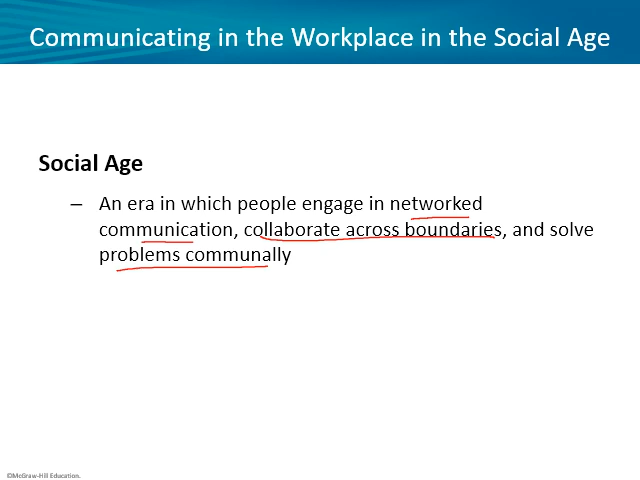 Communicating in the Workplace in the Social Age
Social Age
– An era in which people engage in networked
communication, collaborate across boundaries, and solve
problems communally
©McGraw-Hill Education.